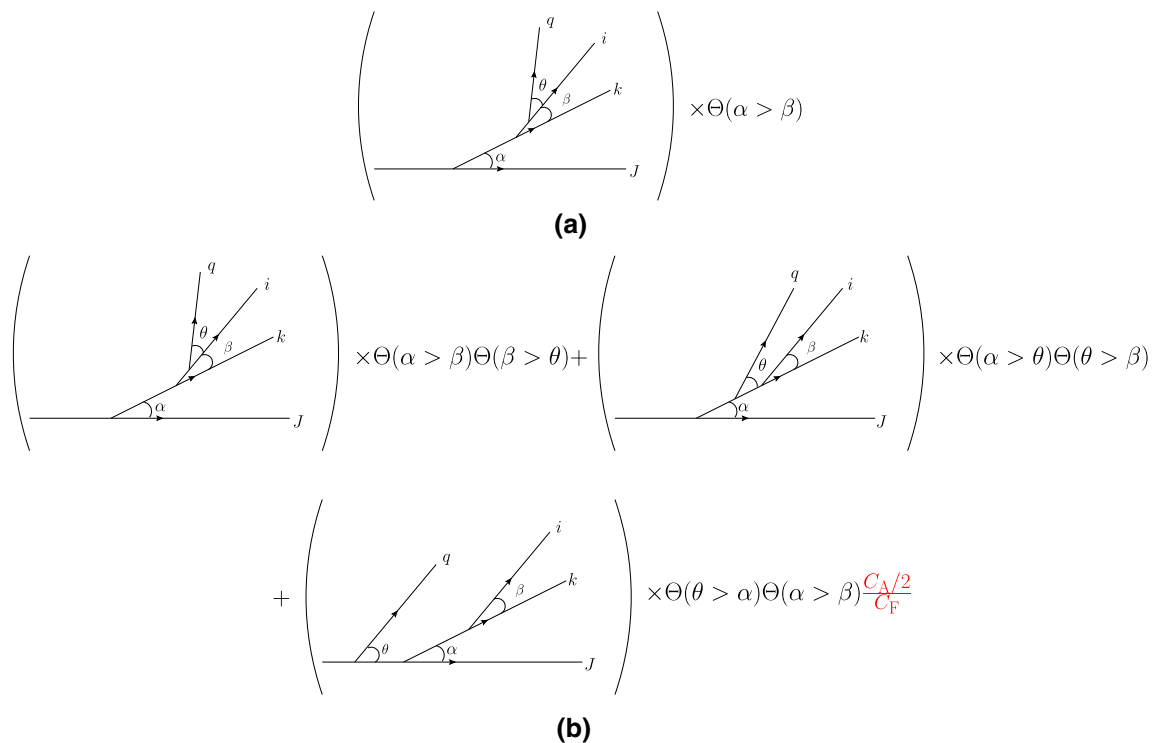 q
i
θ
β
k
α
J
×Θ(α > β)
(a)
q
i
θ
β
k
α
J
×Θ(α > β)Θ(β > θ)+
q
i
θ
β
k
α
J
×Θ(α > θ)Θ(θ > β)
+
q
i
β
k
θ
α
J
×Θ(θ > α)Θ(α > β) C_A/2
C_F
(b)